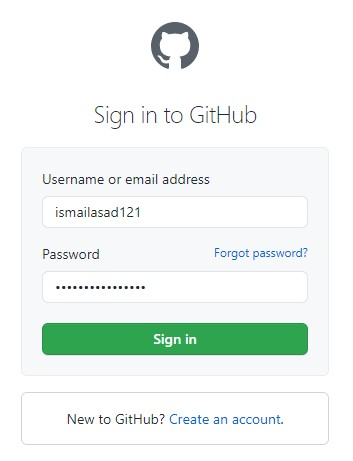 Sign in to GitHub
Username or email address
ismailasad121
Password Forgot password?
••••••••••••••••
Sign in
New to GitHub? Create an account.